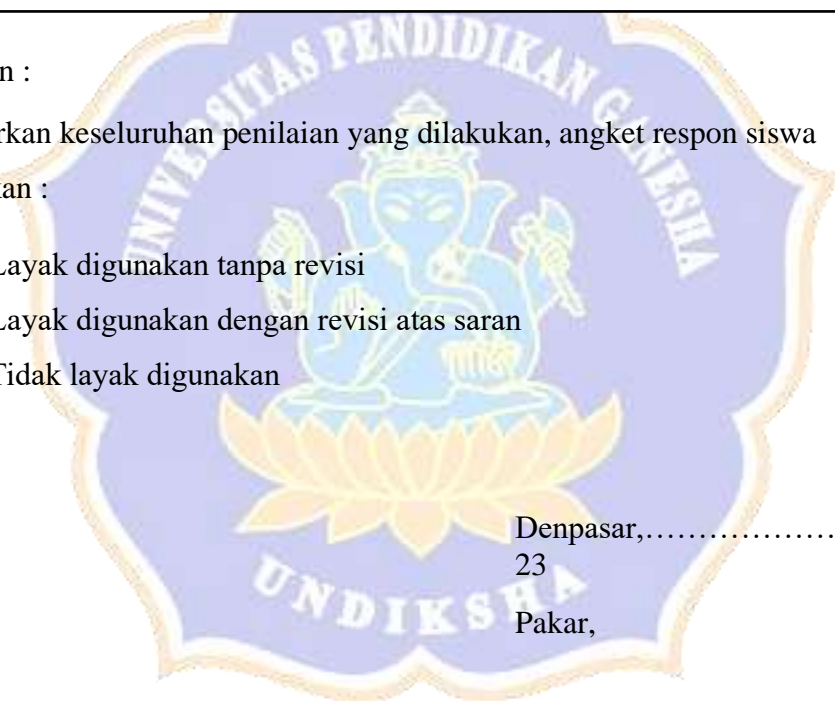 n :
rkan keseluruhan penilaian yang dilakukan, angket respon siswa
kan :
Layak digunakan tanpa revisi
Layak digunakan dengan revisi atas saran
Tidak layak digunakan
Denpasar,………………
23
Pakar,
UNIVERSITAS PENDIDIKAN GANESHA
UNDIKSHA